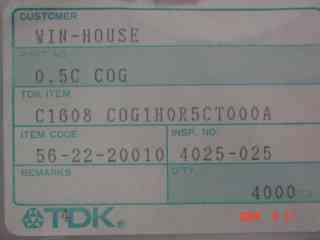 CUSTOMER
WIN-HOUSE
0.5C COG
TDK ITEM
C1608 COG1H0R5CT000A
ITEM CODE INSP. NO.
56-22-20010 4025-025
REMARKS Q'TY
4000
4
TDK